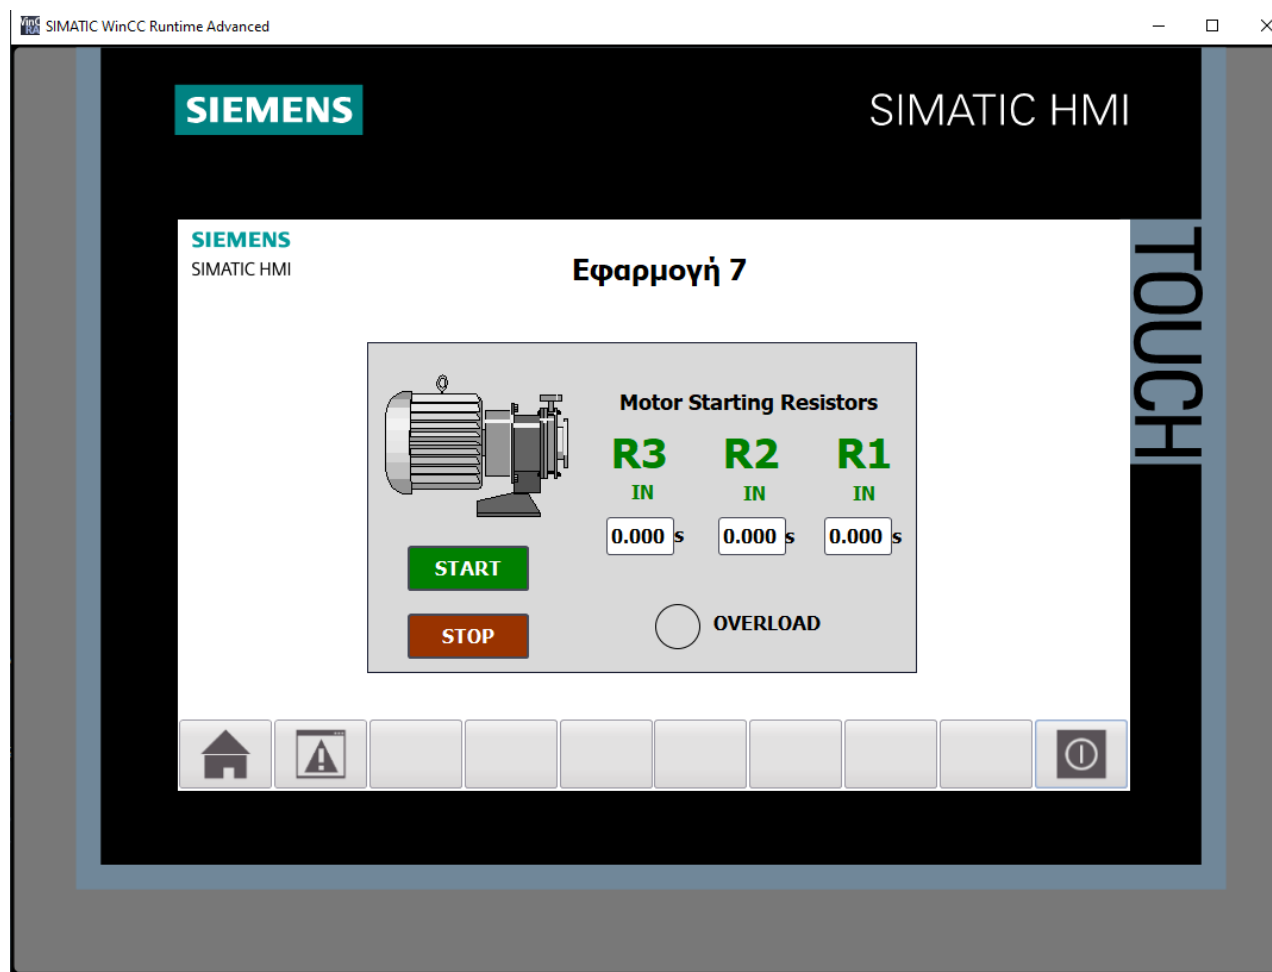 SIMATIC WinCC Runtime Advanced
SIEMENS
SIMATIC HMI
TOUCH
SIEMENS
SIMATIC HMI
Εφαρμογή 7
Motor Starting Resistors
R3 R2 R1
IN IN IN
0.000 s 0.000 s 0.000 s
START
STOP
OVERLOAD